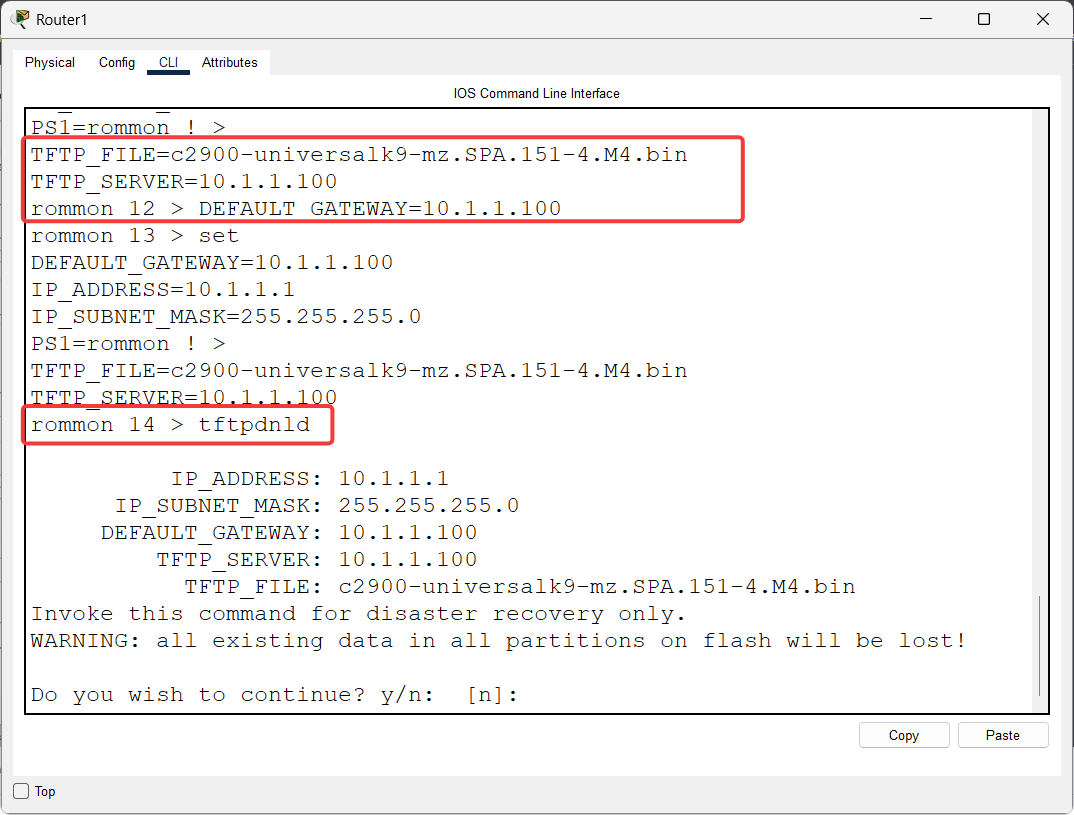 Router1
Physical Config CLI Attributes
IOS Command Line Interface
PS1=rommon ! >
TFTP_FILE=c2900-universalk9-mz.SPA.151-4.M4.bin
TFTP_SERVER=10.1.1.100
rommon 12 > DEFAULT_GATEWAY=10.1.1.100
rommon 13 > set
DEFAULT_GATEWAY=10.1.1.100
IP_ADDRESS=10.1.1.1
IP_SUBNET_MASK=255.255.255.0
PS1=rommon ! >
TFTP_FILE=c2900-universalk9-mz.SPA.151-4.M4.bin
TFTP_SERVER=10.1.1.100
rommon 14 > tftpdnld
IP_ADDRESS: 10.1.1.1
IP_SUBNET_MASK: 255.255.255.0
DEFAULT_GATEWAY: 10.1.1.100
TFTP_SERVER: 10.1.1.100
TFTP_FILE: c2900-universalk9-mz.SPA.151-4.M4.bin
Invoke this command for disaster recovery only.
WARNING: all existing data in all partitions on flash will be lost!
Do you wish to continue? y/n: [n]:
Copy Paste
Top